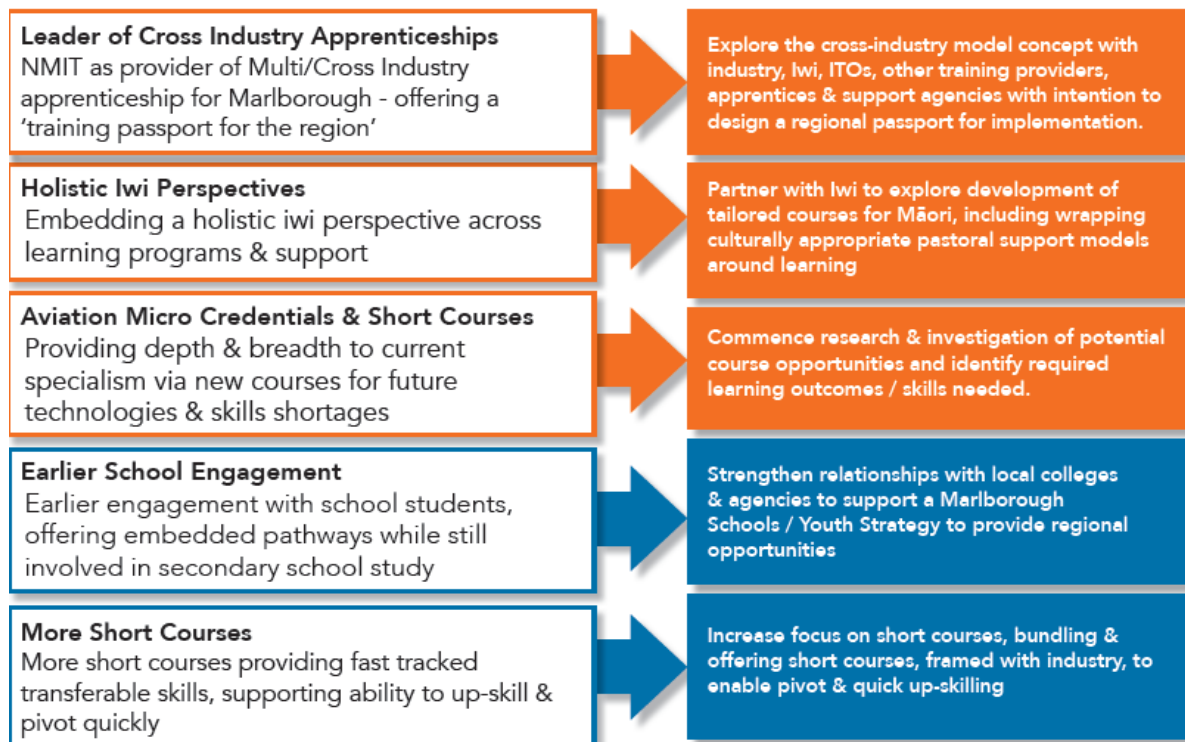 Leader of Cross Industry Apprenticeships
NMIT as provider of Multi/Cross Industry
apprenticeship for Marlborough - offering a
‘training passport for the region’
Explore the cross-industry model concept with
industry, Iwi, ITOs, other training providers,
apprentices & support agencies with intention to
design a regional passport for implementation.
Holistic Iwi Perspectives
Embedding a holistic iwi perspective across
learning programs & support
Partner with Iwi to explore development of
tailored courses for Māori, including wrapping
culturally appropriate pastoral support models
around learning
Aviation Micro Credentials & Short Courses
Providing depth & breadth to current
specialism via new courses for future
technologies & skills shortages
Commence research & investigation of potential
course opportunities and identify required
learning outcomes / skills needed.
Earlier School Engagement
Earlier engagement with school students,
offering embedded pathways while still
involved in secondary school study
Strengthen relationships with local colleges
& agencies to support a Marlborough
Schools / Youth Strategy to provide regional
opportunities
More Short Courses
More short courses providing fast tracked
transferable skills, supporting ability to up-skill &
pivot quickly
Increase focus on short courses, bundling &
offering short courses, framed with industry, to
enable pivot & quick up-skilling